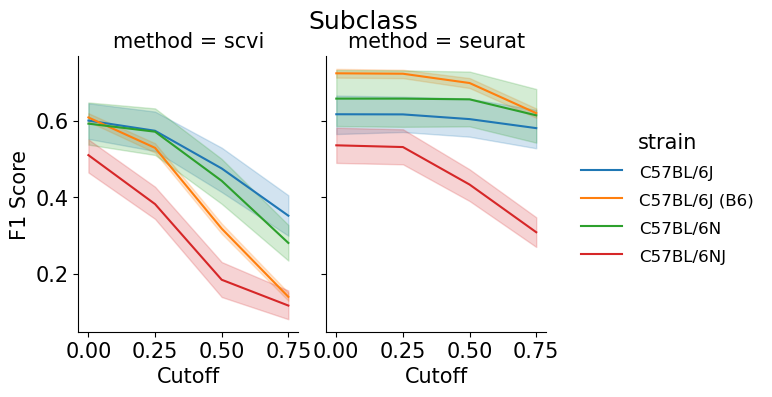 Subclass
method = scvi
method = seurat
F1 Score
0.6
0.4
0.2
0.00 0.25 0.50 0.75
0.00 0.25 0.50 0.75
Cutoff
Cutoff
strain
C57BL/6J
C57BL/6J (B6)
C57BL/6N
C57BL/6NJ